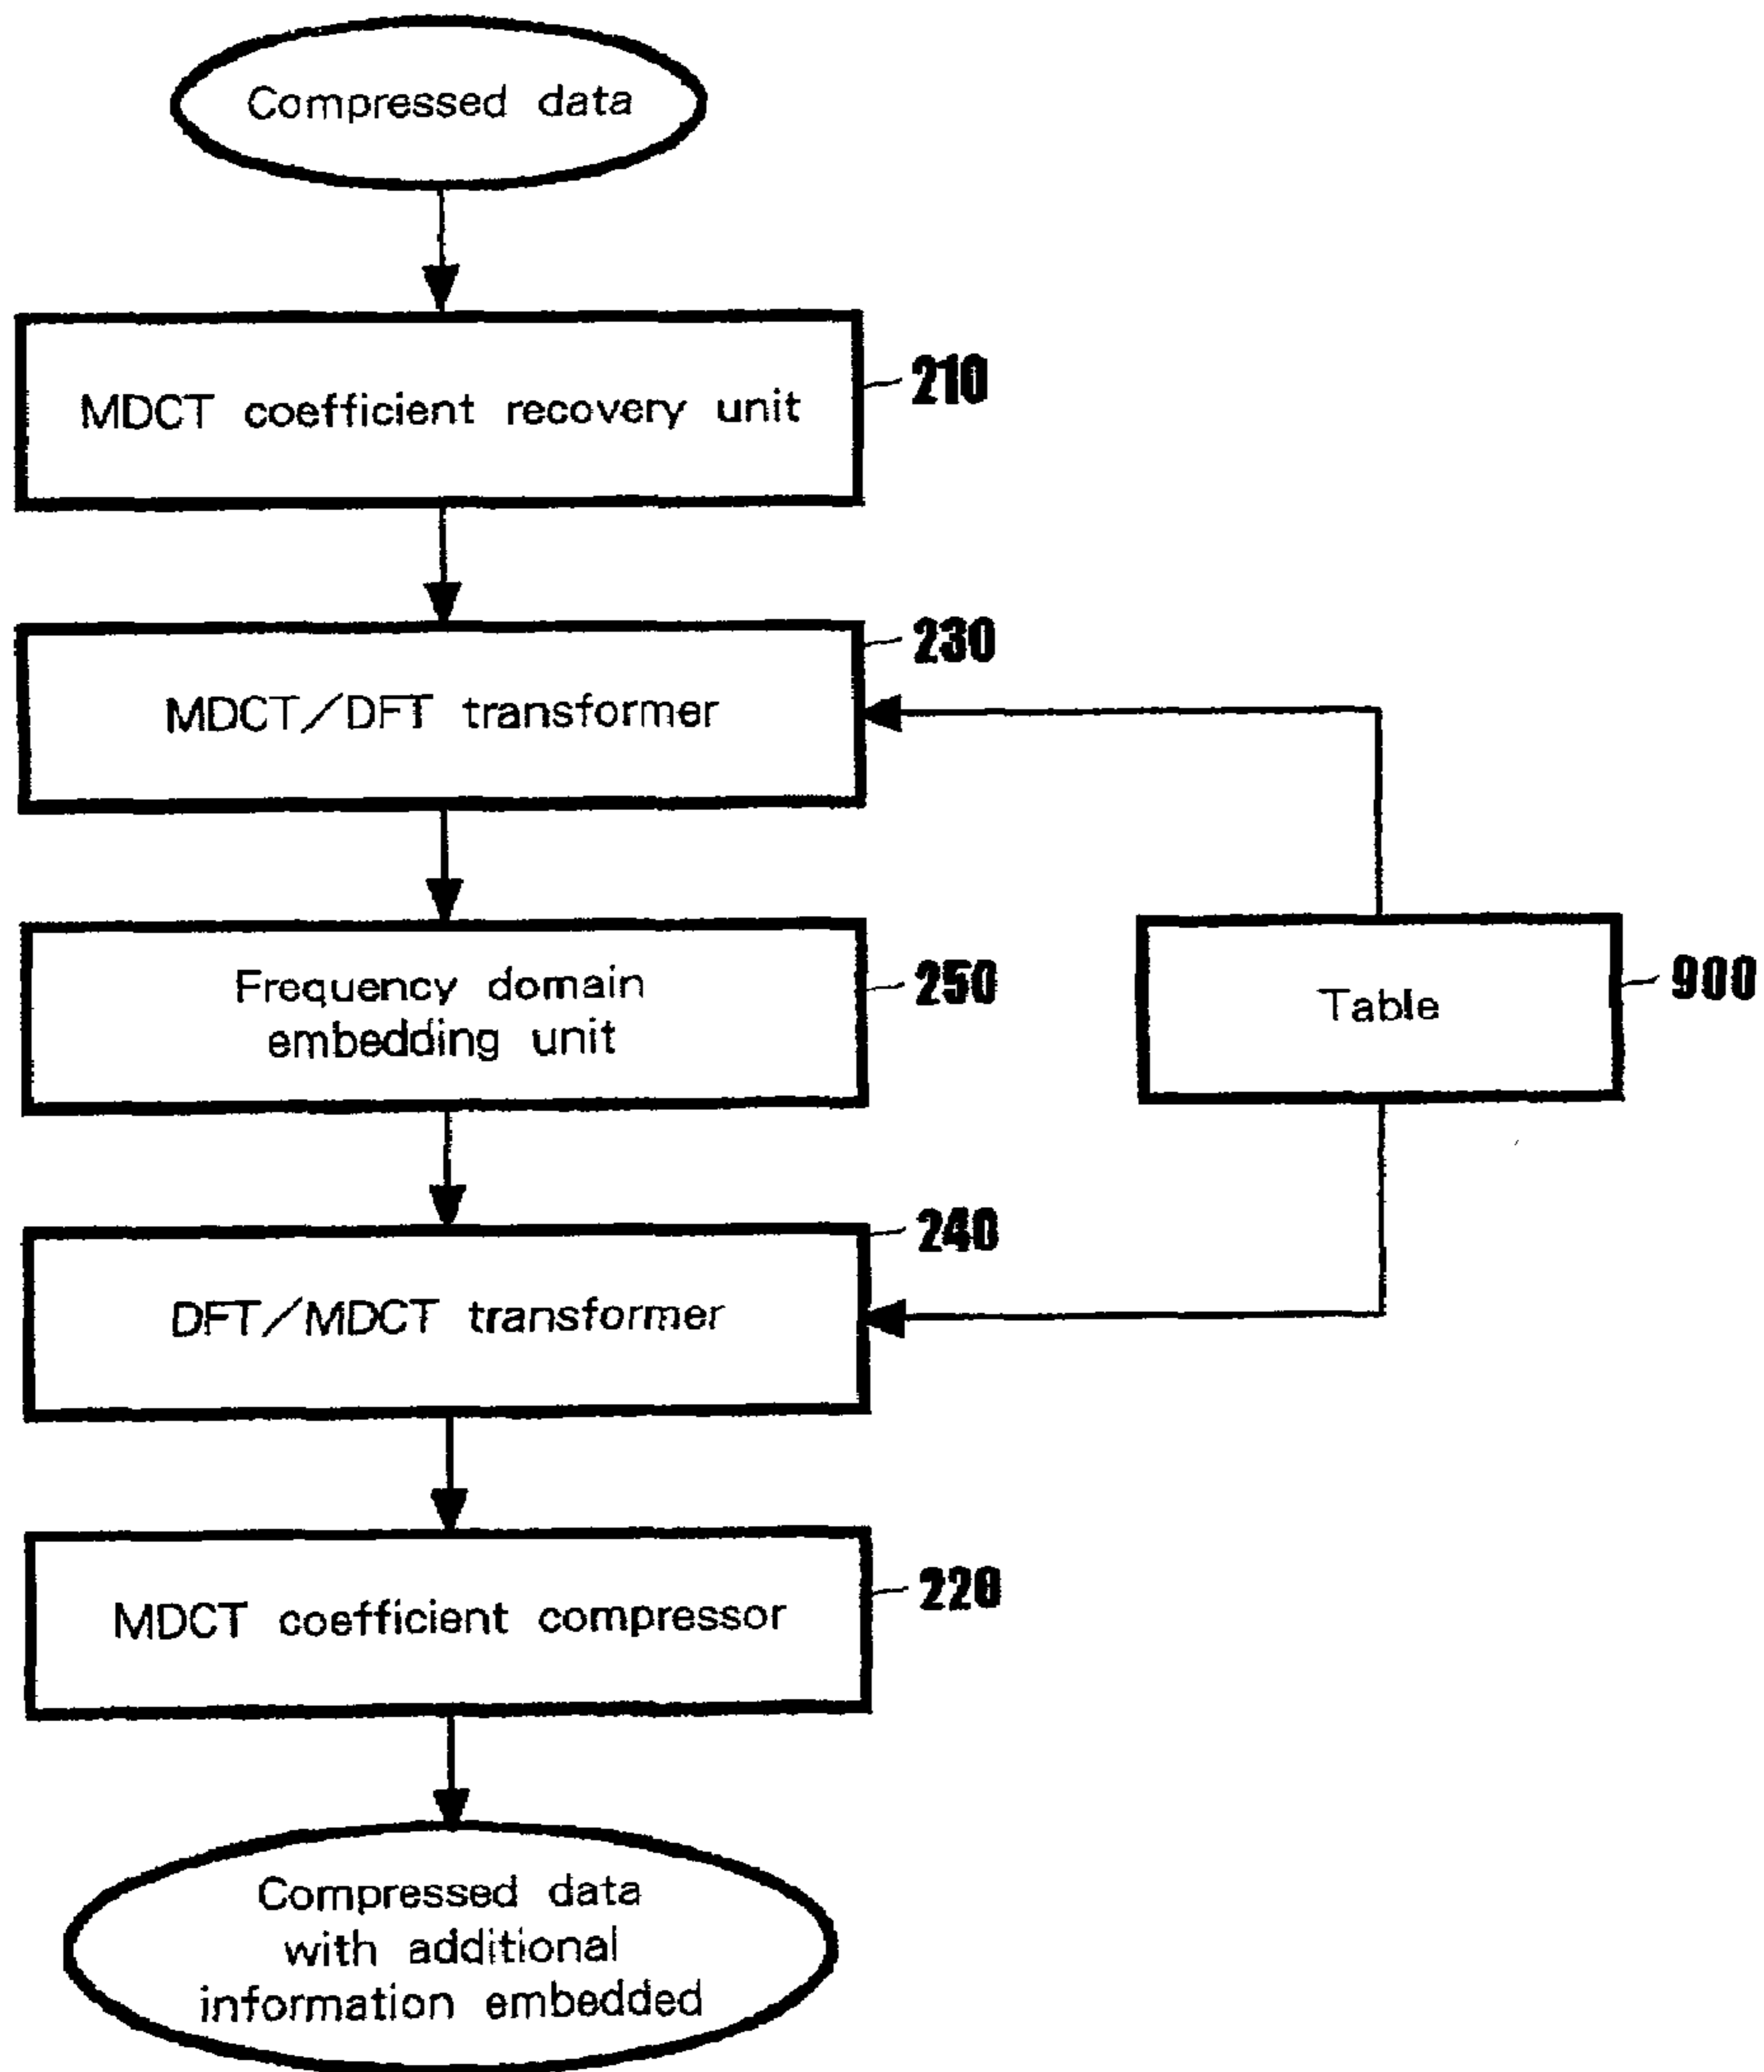 Compressed data
MDCT coefficient recovery unit
210
MDCT/DFT transformer
230
Frequency domain
embedding unit
250
Table
900
DFT/MDCT transformer
240
MDCT coefficient compressor
220
Compressed data
with additional
information embedded